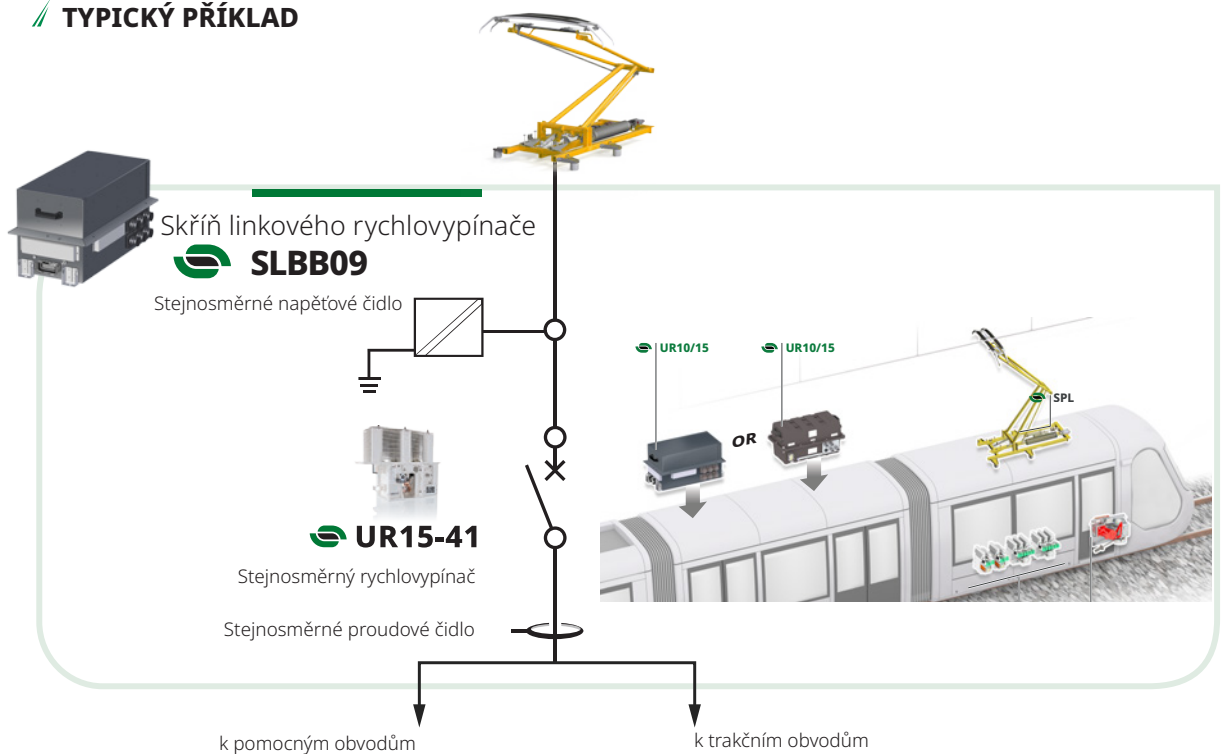 TYPICKÝ PŘÍKLAD
Skříň linkového rychlovypínače
SLBB09
Stejnosměrné napěťové čidlo
UR10/15
UR10/15
OR
SPL
UR15-41
Stejnosměrný rychlovypínač
Stejnosměrné proudové čidlo
k pomocným obvodům
k trakčním obvodům